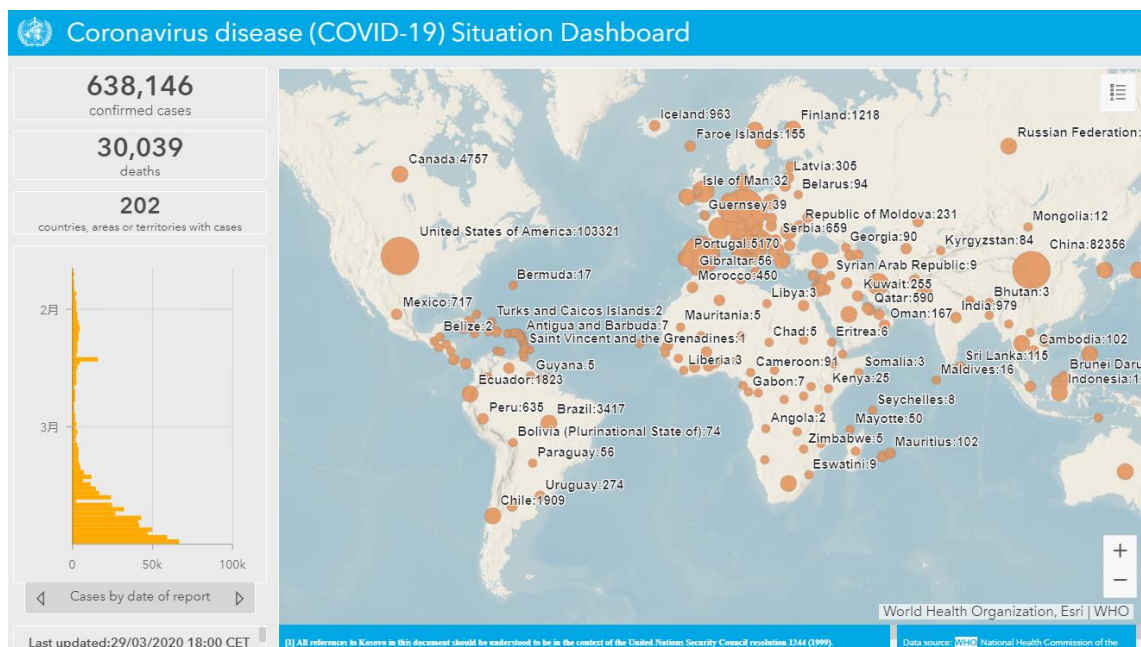 Coronavirus disease (COVID-19) Situation Dashboard
638,146
confirmed cases
30,039
deaths
202
countries, areas or territories with cases
2月
3月
0 50k 100k
Cases by date of report
Last updated:29/03/2020 18:00 CET
Iceland:963
Finland:1218
Faroe Islands:155
Russian Federation:
Canada:4757
Latvia:305
Isle of Man:32
Belarus:94
Guernsey:39
Republic of Moldova:231
Mongolia:12
United States of America:103321
Serbia:659
Georgia:90
Kyrgyzstan:84
China:82356
Portugal:5170
Gibraltar:56
Syrian Arab Republic:9
Bermuda:17
Morocco:450
Kuwait:255
Bhutan:3
Mexico:717
Turks and Caicos Islands:2
Libya:3
Qatar:590
India:979
Belize:2
Antigua and Barbuda:7
Mauritania:5
Oman:167
Saint Vincent and the Grenadines:1
Chad:5
Eritrea:6
Cambodia:102
Guyana:5
Liberia:3
Cameroon:91
Somalia:3
Sri Lanka:115
Maldives:16
Brunei Daru
Ecuador:1823
Gabon:7
Kenya:25
Indonesia:1
Peru:635
Brazil:3417
Angola:2
Seychelles:8
Mayotte:50
Bolivia (Plurinational State of):74
Zimbabwe:5
Mauritius:102
Paraguay:56
Eswatini:9
Uruguay:274
Chile:1909
+
−
World Health Organization, Esri | WHO
[1] All references to Kosovo in this document should be understood to be in the context of the United Nations Security Council resolution 1244 (1999).
Data source: WHO, National Health Commission of the